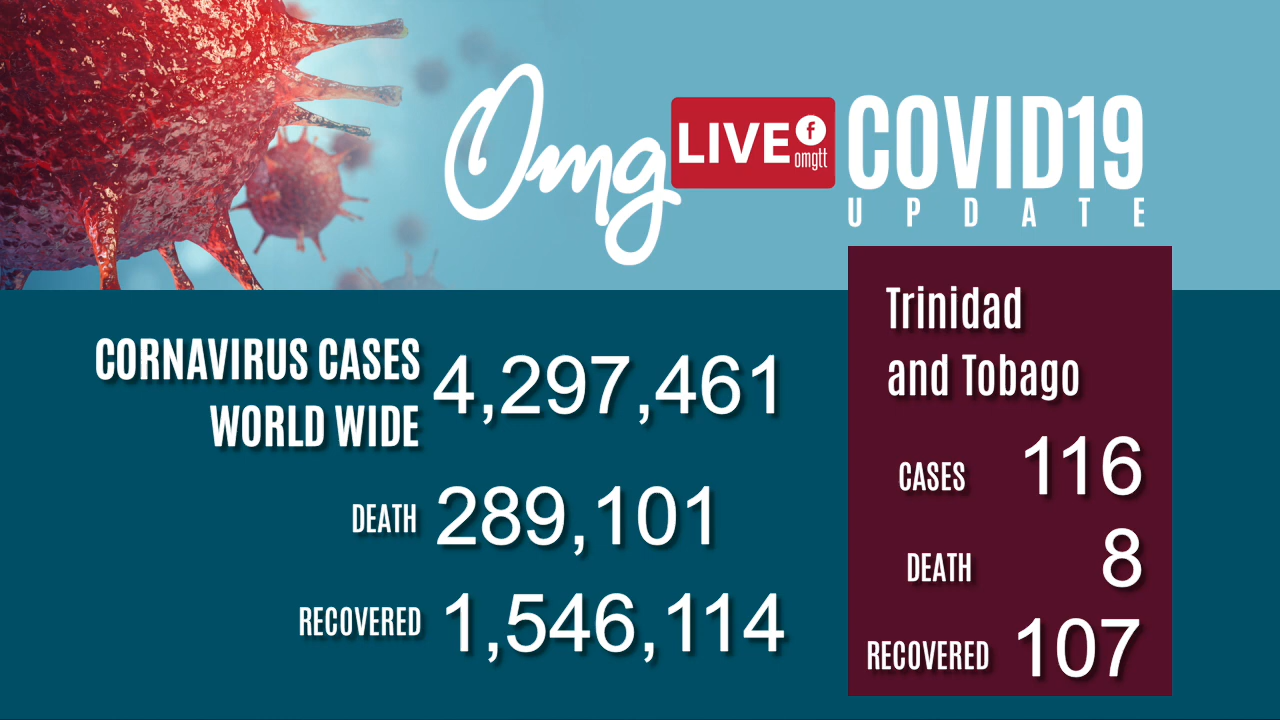 Omg LIVE f omgtt COVID19
UPDATE
CORNAVIRUS CASES
WORLD WIDE
4,297,461
DEATH 289,101
RECOVERED 1,546,114
Trinidad
and Tobago
CASES 116
DEATH 8
RECOVERED 107